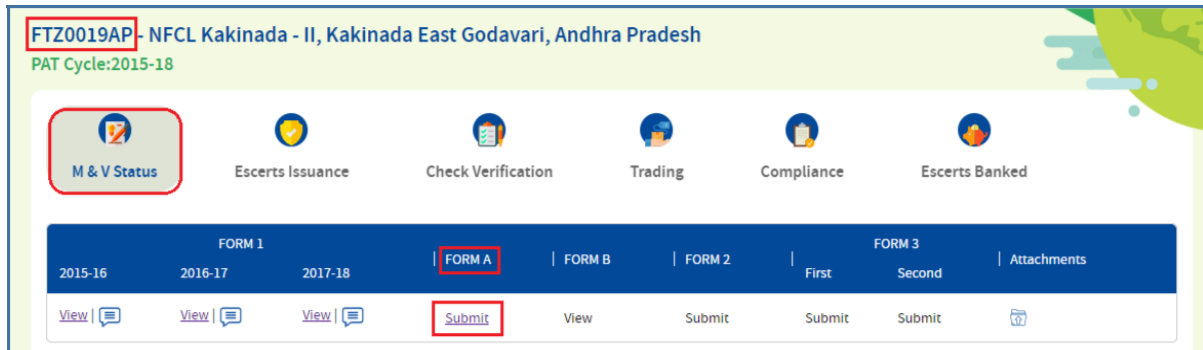 FTZ0019AP - NFCL Kakinada - II, Kakinada East Godavari, Andhra Pradesh
PAT Cycle:2015-18
M & V Status Escerts Issuance Check Verification Trading Compliance Escerts Banked
FORM 1 | FORM A | FORM B | FORM 2 | FORM 3 | Attachments
2015-16 2016-17 2017-18 First Second
View | View | View | Submit View Submit Submit Submit